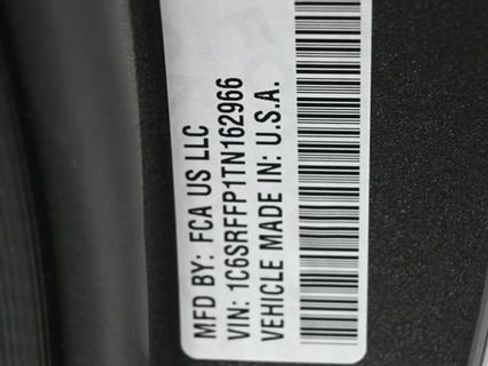 MFD BY: FCA US LLC
VIN: 1C6SRFFP1TN162966
VEHICLE MADE IN: U.S.A.